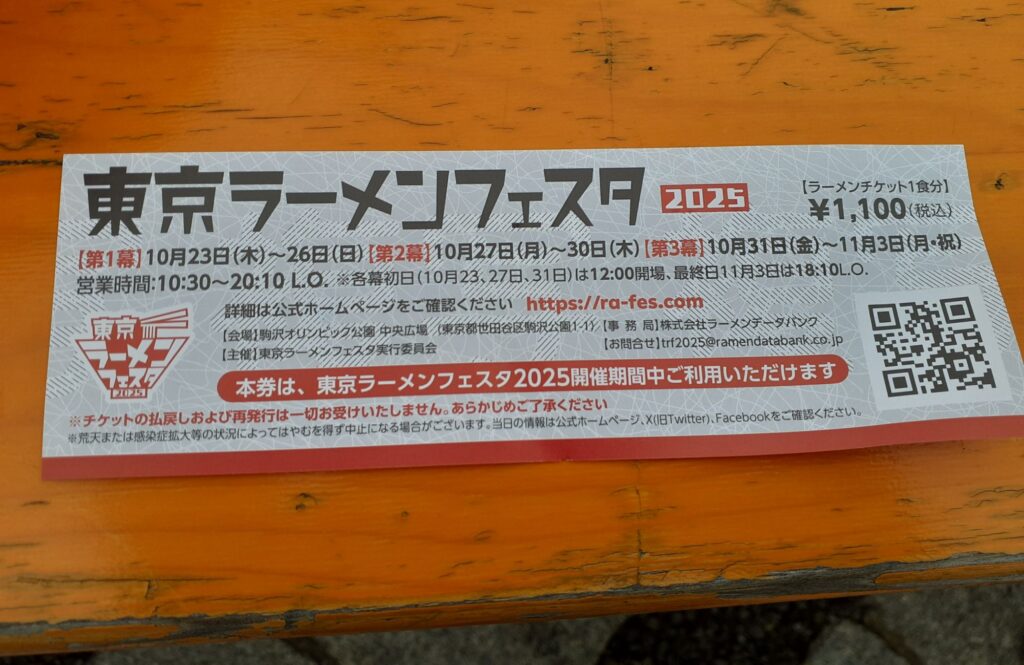 東京ラーメンフェスタ 2025
【ラーメンチケット1食分】
¥1,100(税込)
【第1幕】10月23日(木)～26日(日)【第2幕】10月27日(月)～30日(木)【第3幕】10月31日(金)～11月3日(月・祝)
営業時間:10:30～20:10 L.O. ※各幕初日(10月23、27日、31日)は12:00開場、最終日11月3日は18:10L.O.
詳細は公式ホームページをご確認ください https://ra-fes.com
【会場】駒沢オリンピック公園 中央広場（東京都世田谷区駒沢公園1-1）【事務局】株式会社ラーメンデータバンク
【主催】東京ラーメンフェスタ実行委員会 【お問合せ】trf2025@ramendatabank.co.jp
東京
ラーメン
フェスタ
2025
本券は、東京ラーメンフェスタ2025開催期間中ご利用いただけます
※チケットの払戻しおよび再発行は一切お受けいたしません。あらかじめご了承ください
※荒天または感染症拡大等の状況によってはやむを得ず中止になる場合がございます。当日の情報は公式ホームページ、X(旧Twitter)、Facebookをご確認ください。